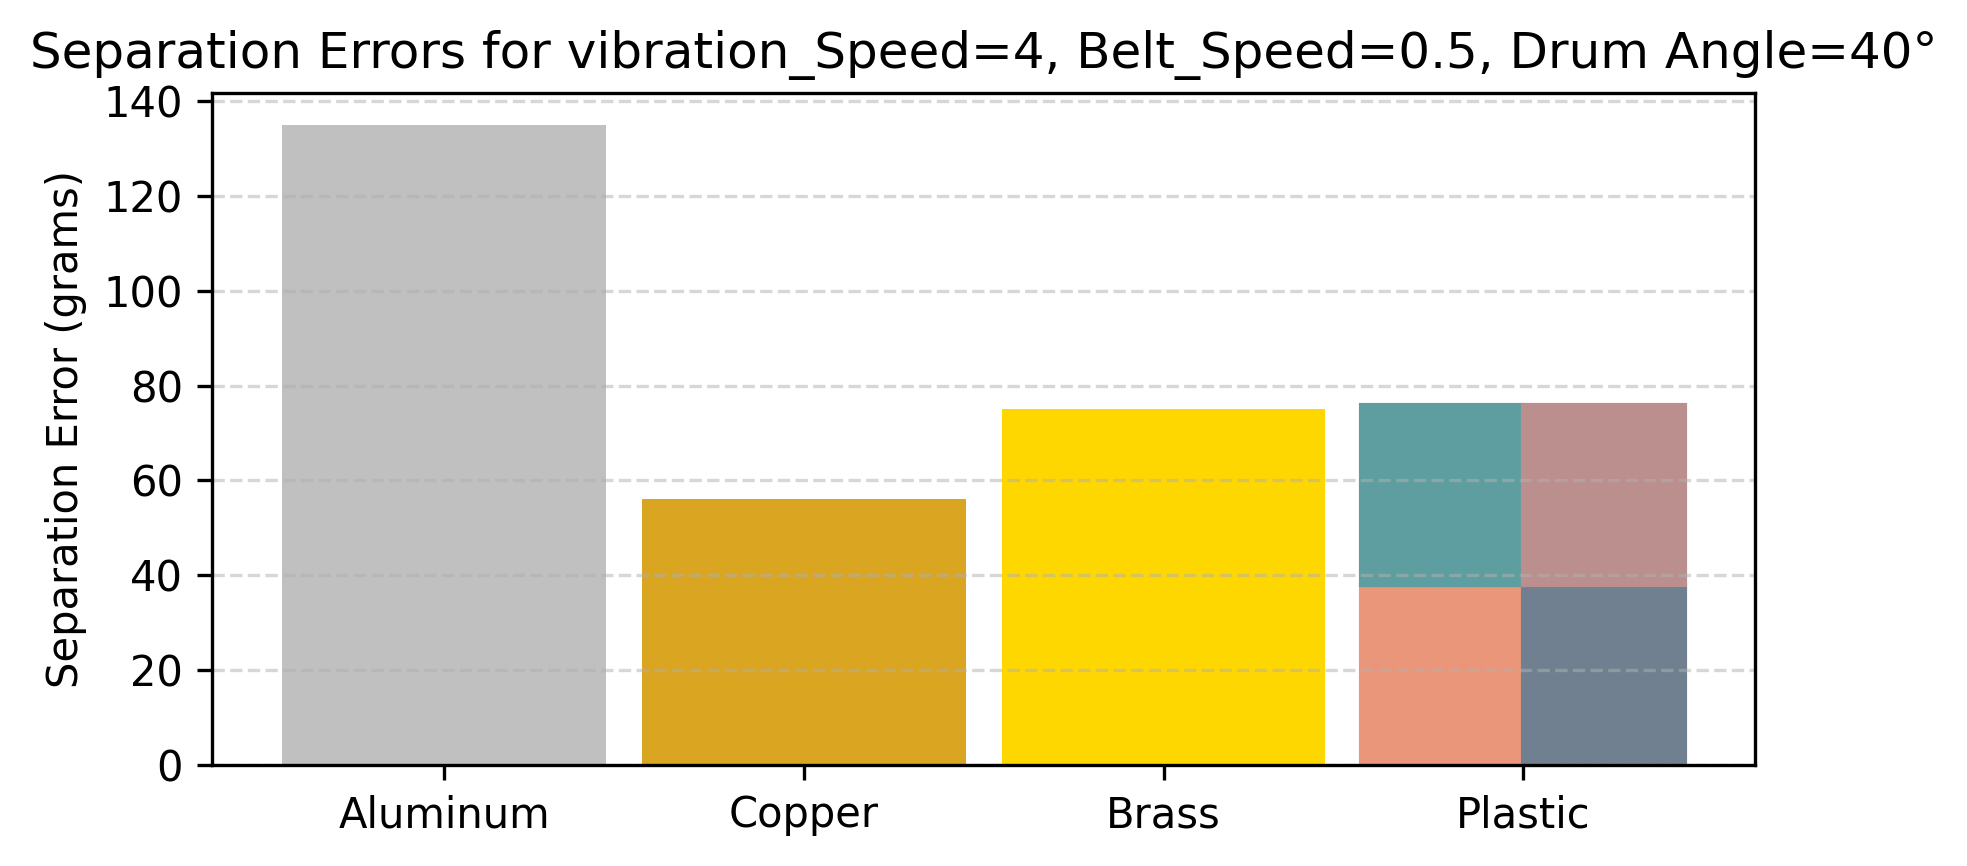 Separation Errors for vibration_Speed=4, Belt_Speed=0.5, Drum Angle=40°
Separation Error (grams)
140
120
100
80
60
40
20
0
Aluminum
Copper
Brass
Plastic